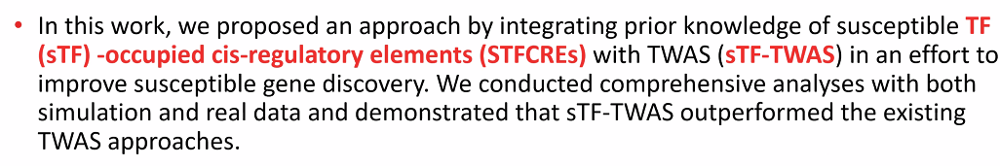 • In this work, we proposed an approach by integrating prior knowledge of susceptible TF
(sTF) -occupied cis-regulatory elements (STFCREs) with TWAS (sTF-TWAS) in an effort to
improve susceptible gene discovery. We conducted comprehensive analyses with both
simulation and real data and demonstrated that sTF-TWAS outperformed the existing
TWAS approaches.